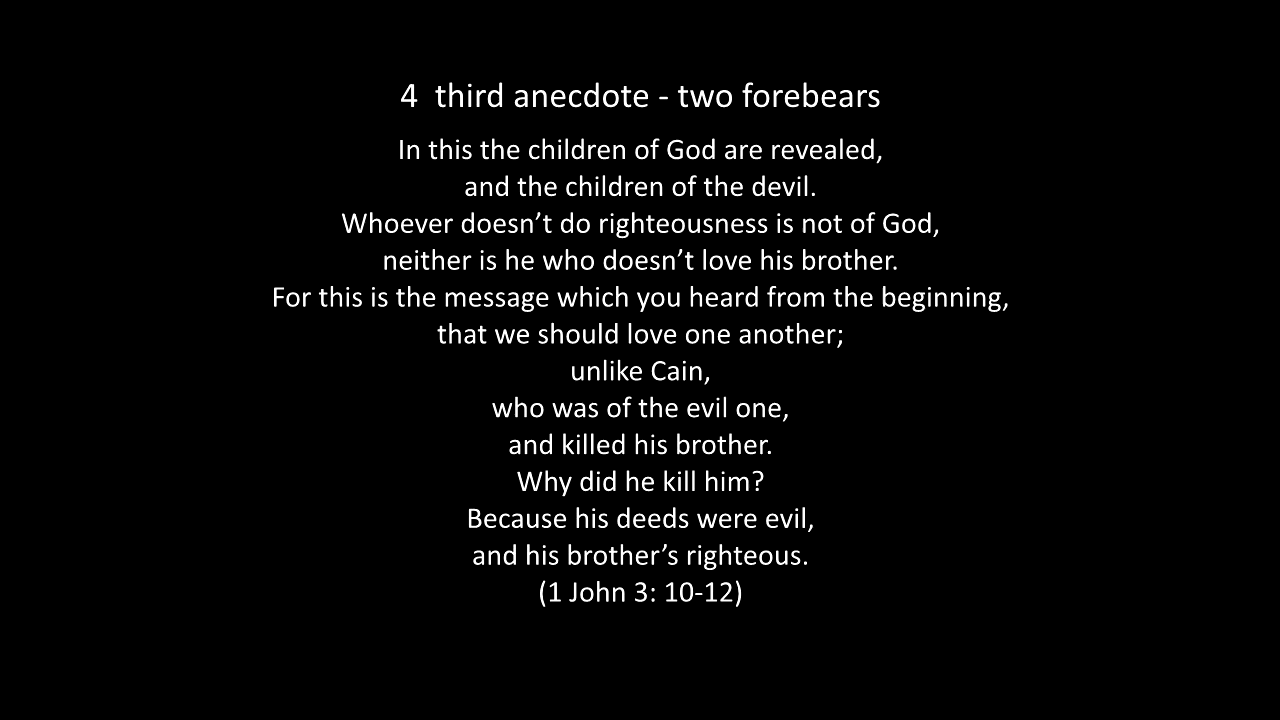 4  third anecdote - two forebears
In this the children of God are revealed,
and the children of the devil.
Whoever doesn’t do righteousness is not of God,
neither is he who doesn’t love his brother.
For this is the message which you heard from the beginning,
that we should love one another;
unlike Cain,
who was of the evil one,
and killed his brother.
Why did he kill him?
Because his deeds were evil,
and his brother’s righteous.
(1 John 3: 10-12)